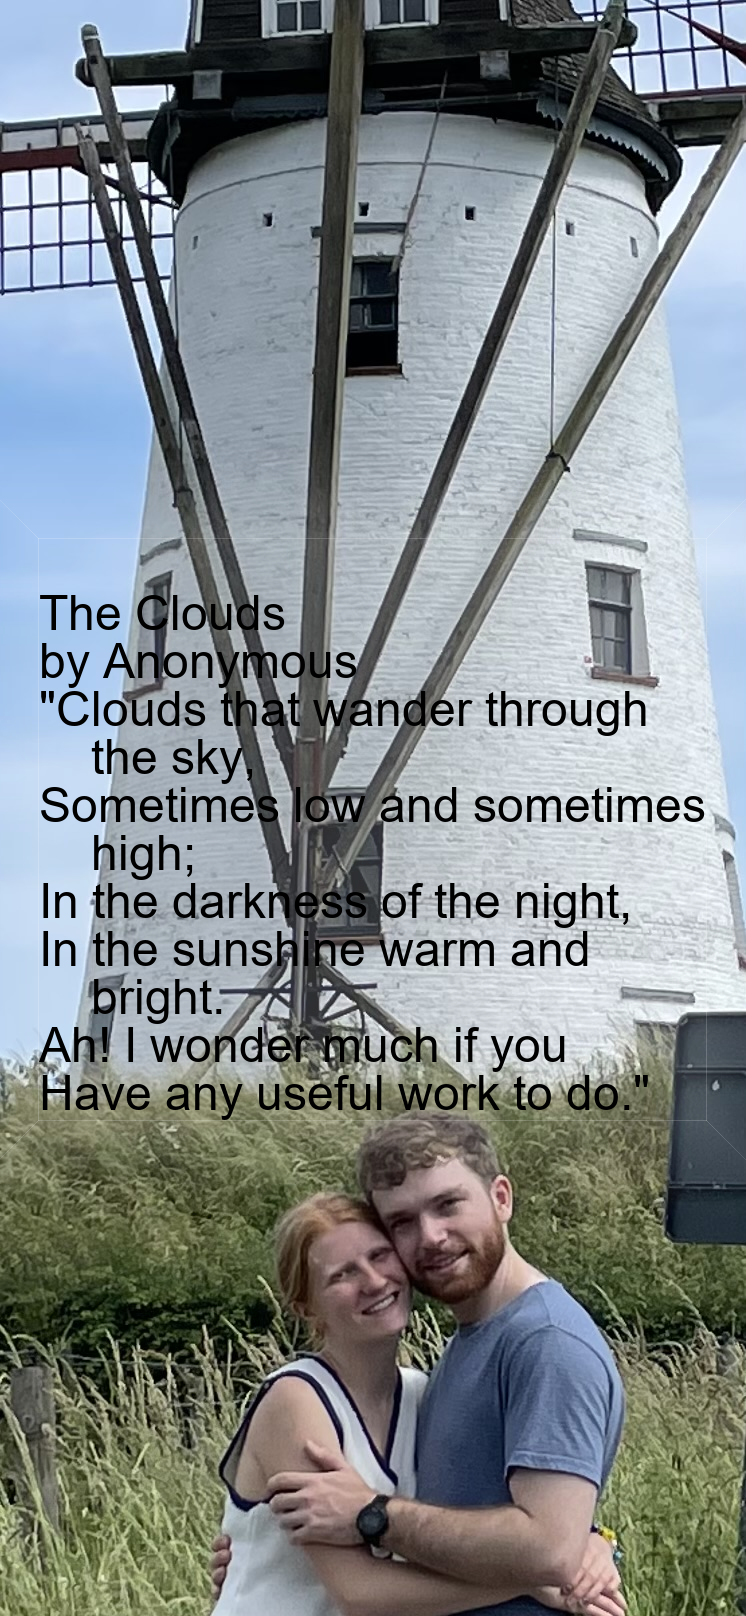 The Clouds
by Anonymous
"Clouds that wander through
the sky,
Sometimes low and sometimes
high;
In the darkness of the night,
In the sunshine warm and
bright.
Ah! I wonder much if you
Have any useful work to do."